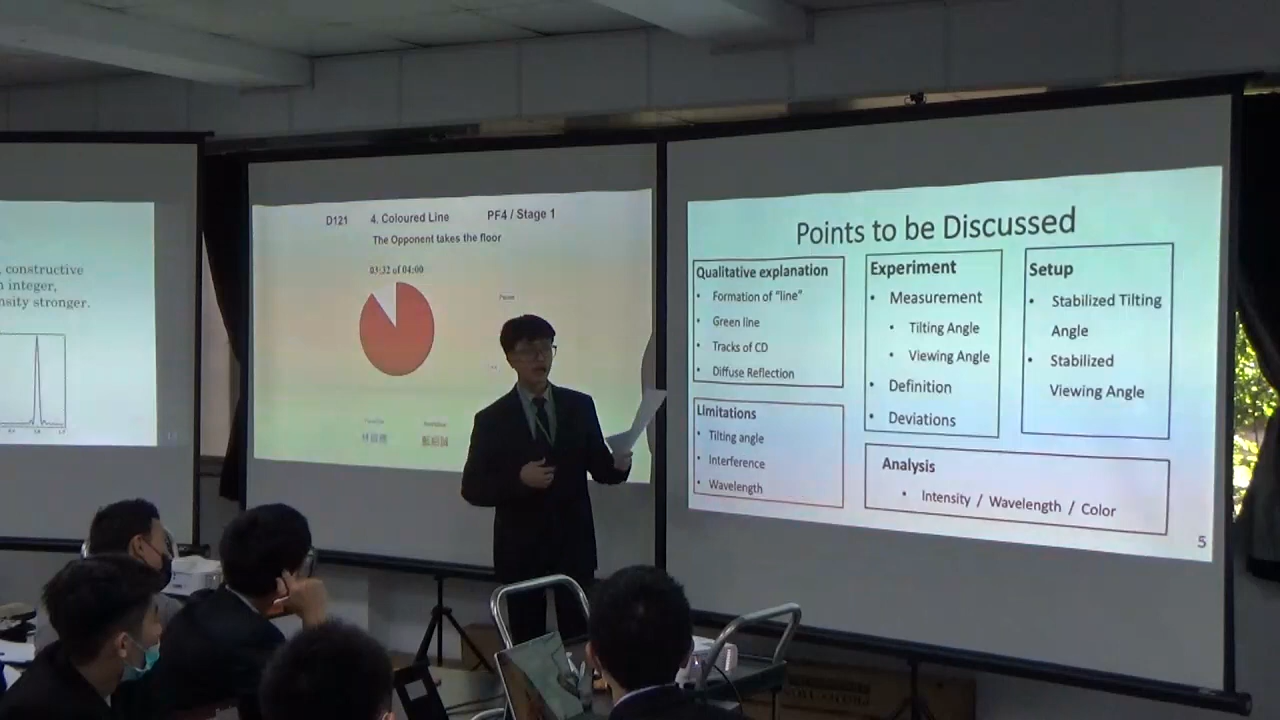 , constructive
integer,
nsity stronger.
D121 4. Coloured Line PF4 / Stage 1
The Opponent takes the floor
03:32 of 04:00
Points to be Discussed
Qualitative explanation
• Formation of “line”
• Green line
• Tracks of CD
• Diffuse Reflection
Limitations
• Tilting angle
• Interference
• Wavelength
Experiment
• Measurement
• Tilting Angle
• Viewing Angle
• Definition
• Deviations
Setup
• Stabilized Tilting
Angle
• Stabilized
Viewing Angle
Analysis
• Intensity / Wavelength / Color
5